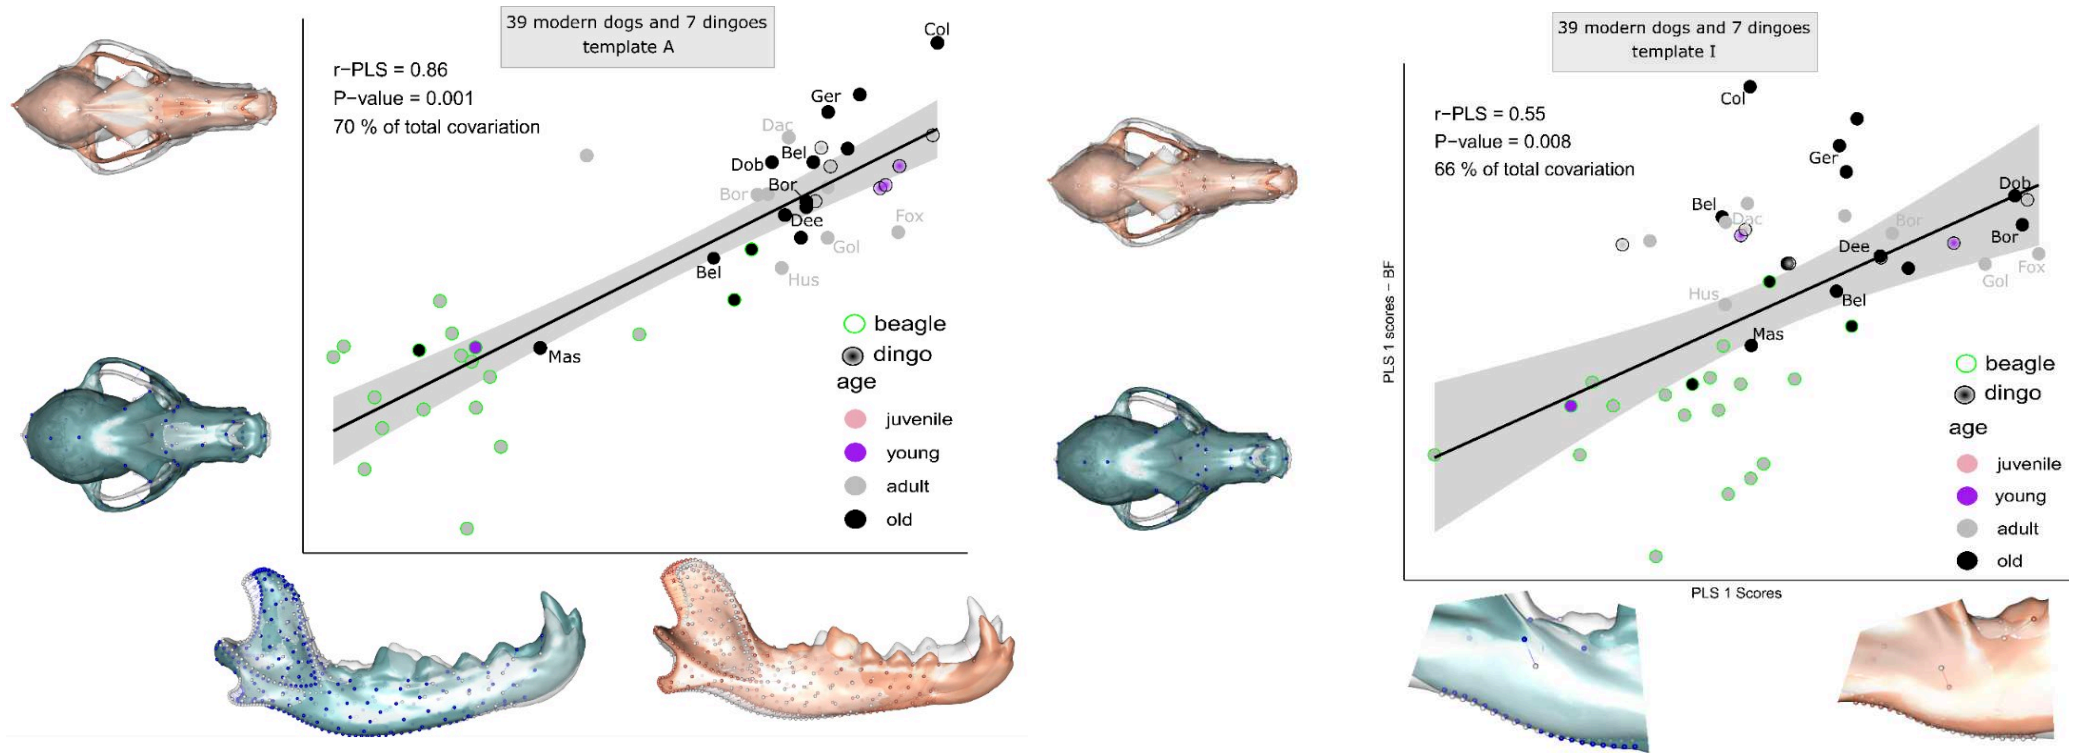 39 modern dogs and 7 dingoes
template A
r-PLS = 0.86
P-value = 0.001
70 % of total covariation
Col
Ger
Dac
Bel
Dob
Bor
Bor
Dee
Fox
Gol
Bel
Hus
Mas
beagle
dingo
age
juvenile
young
adult
old
39 modern dogs and 7 dingoes
template I
r-PLS = 0.55
P-value = 0.008
66 % of total covariation
Col
Ger
Dob
Bel
Dac
Bor
Bor
Dee
Fox
Gol
Hus
Bel
Mas
beagle
dingo
age
juvenile
young
adult
old
PLS 1 scores - BF
PLS 1 Scores